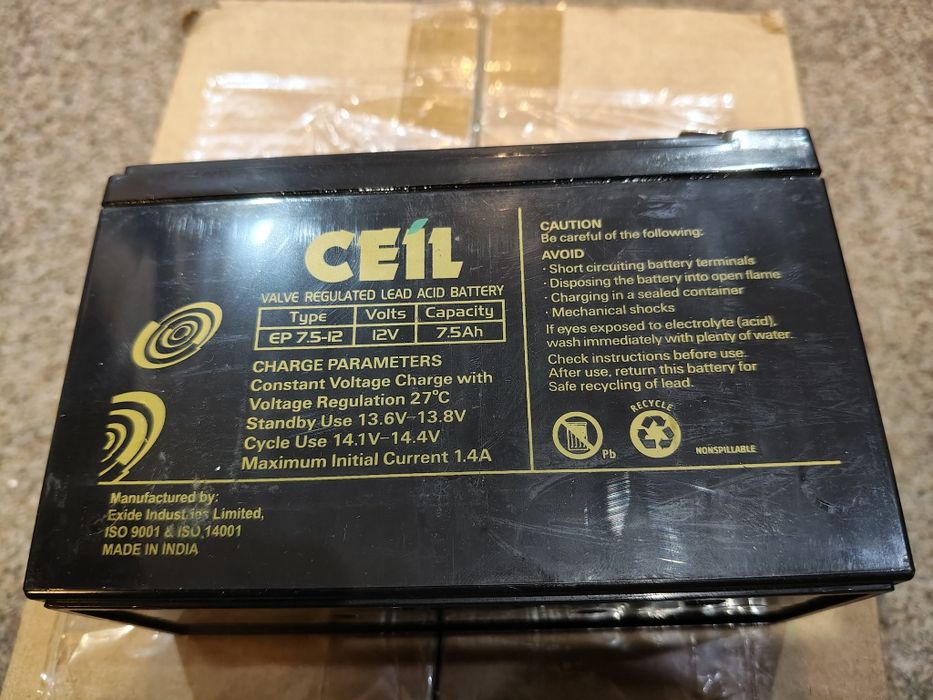 CEIL
VALVE REGULATED LEAD ACID BATTERY
Type Volts Capacity
EP 7.5-12 12V 7.5Ah
CHARGE PARAMETERS
Constant Voltage Charge with
Voltage Regulation 27°C
Standby Use 13.6V-13.8V
Cycle Use 14.1V-14.4V
Maximum Initial Current 1.4A
CAUTION
Be careful of the following:
AVOID
· Short circuiting battery terminals
· Disposing the battery into open flame
· Charging in a sealed container
· Mechanical shocks
If eyes exposed to electrolyte (acid),
wash immediately with plenty of water.
Check instructions before use.
After use, return this battery for
Safe recycling of lead.
Pb
RECYCLE
NONSPILLABLE
Manufactured by:
Exide Industries Limited,
ISO 9001 & ISO 14001
MADE IN INDIA